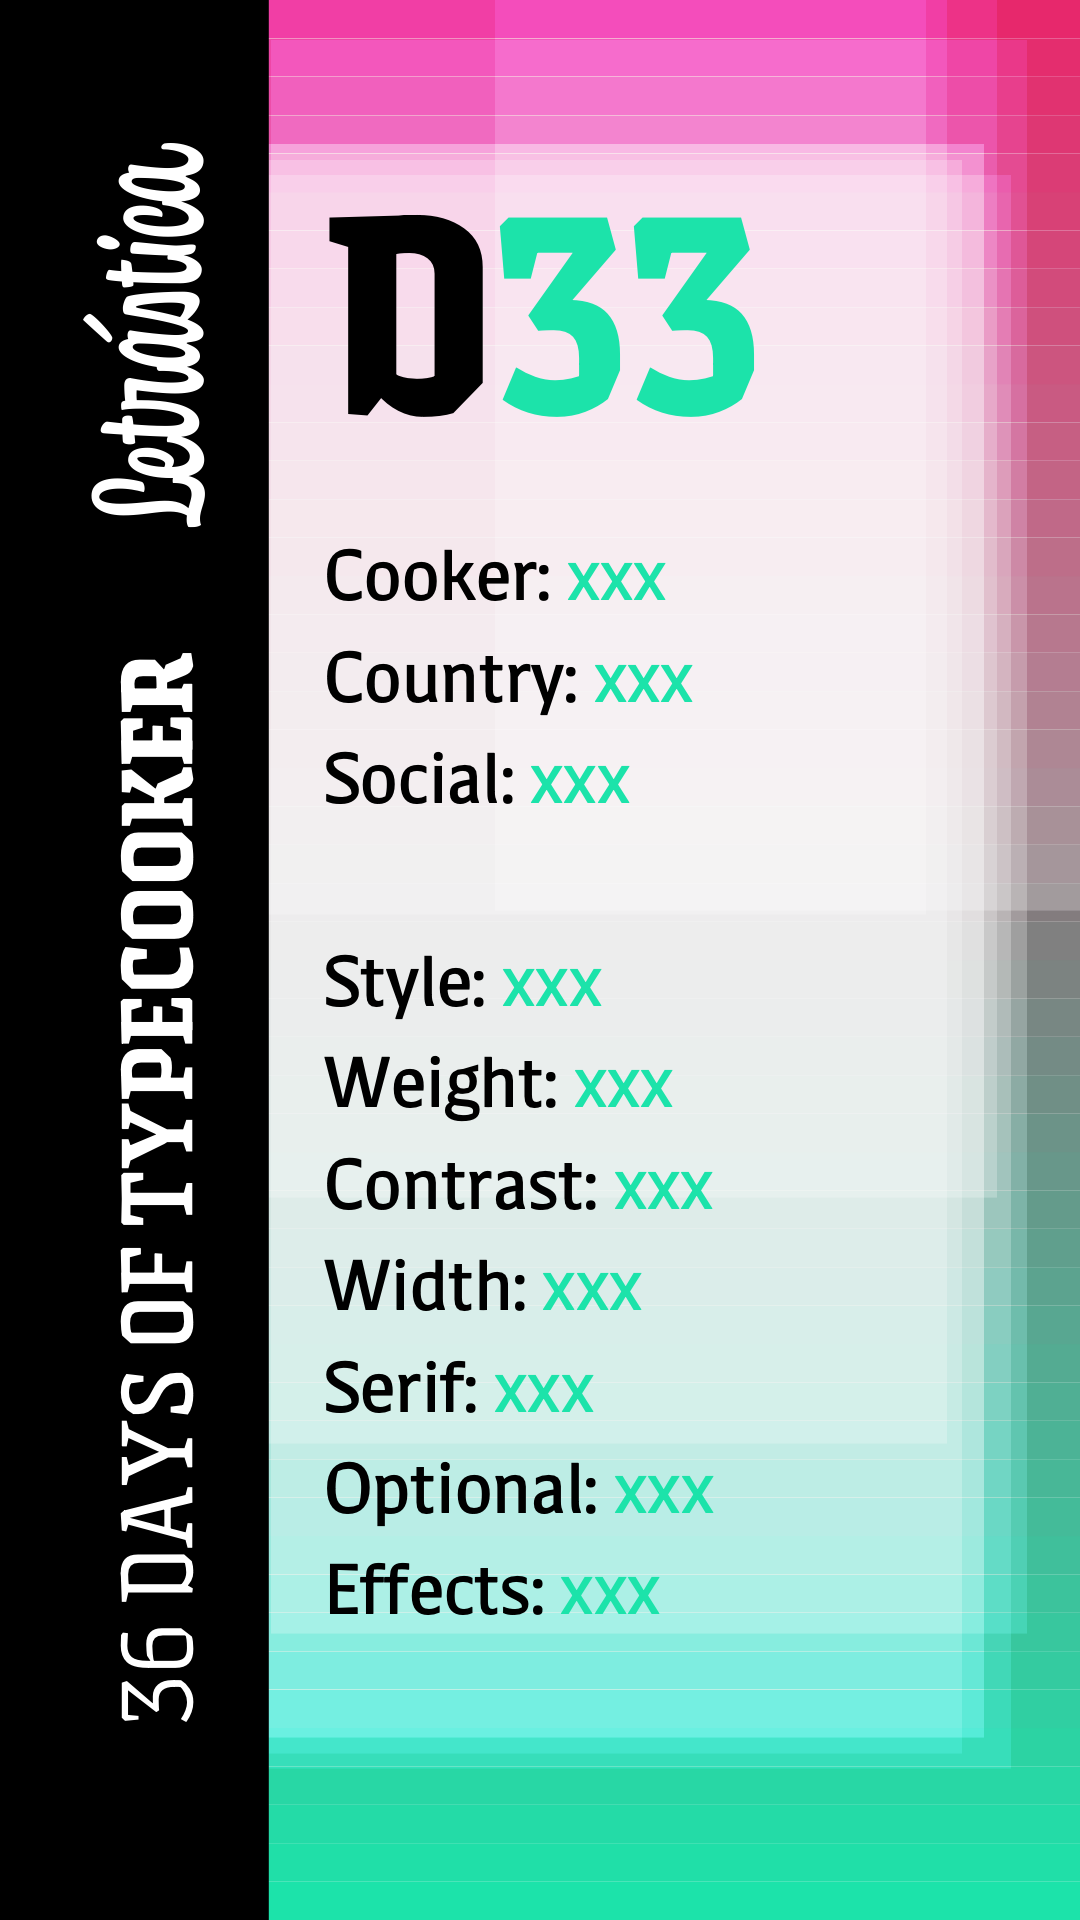 Letrástica
36 DAYS OF TYPECOOKER
D33
Cooker: xxx
Country: xxx
Social: xxx
Style: xxx
Weight: xxx
Contrast: xxx
Width: xxx
Serif: xxx
Optional: xxx
Effects: xxx